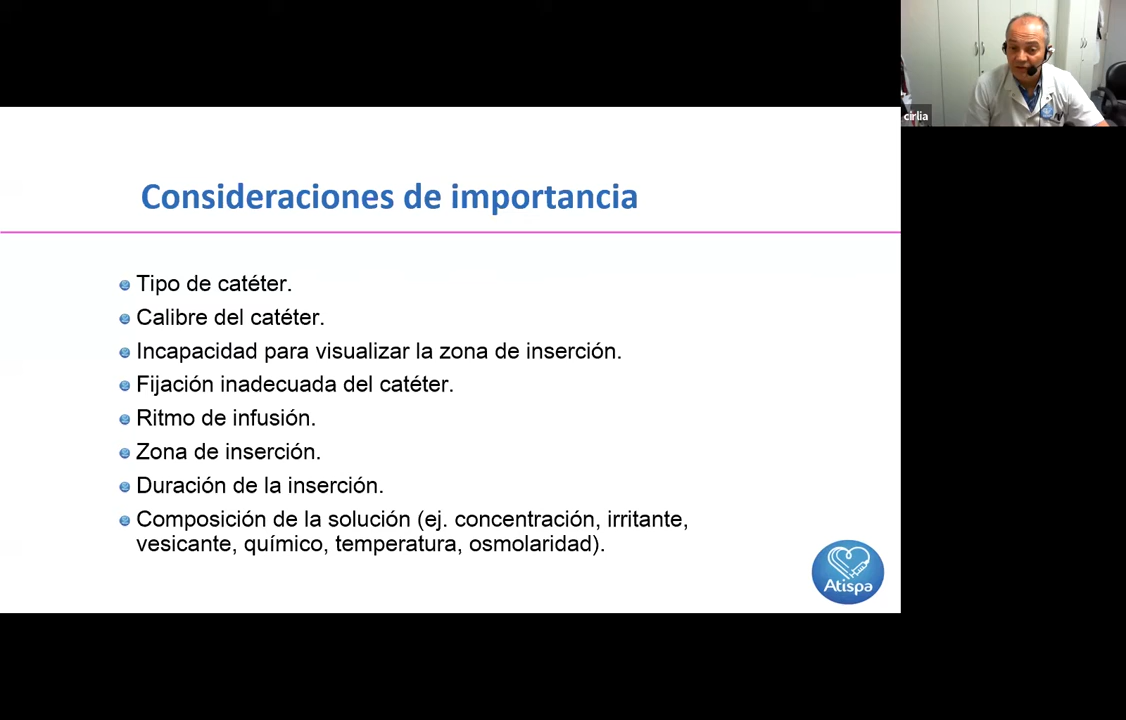 cirlia
Consideraciones de importancia
Tipo de catéter.
Calibre del catéter.
Incapacidad para visualizar la zona de inserción.
Fijación inadecuada del catéter.
Ritmo de infusión.
Zona de inserción.
Duración de la inserción.
Composición de la solución (ej. concentración, irritante,
vesicante, químico, temperatura, osmolaridad).
Atispa